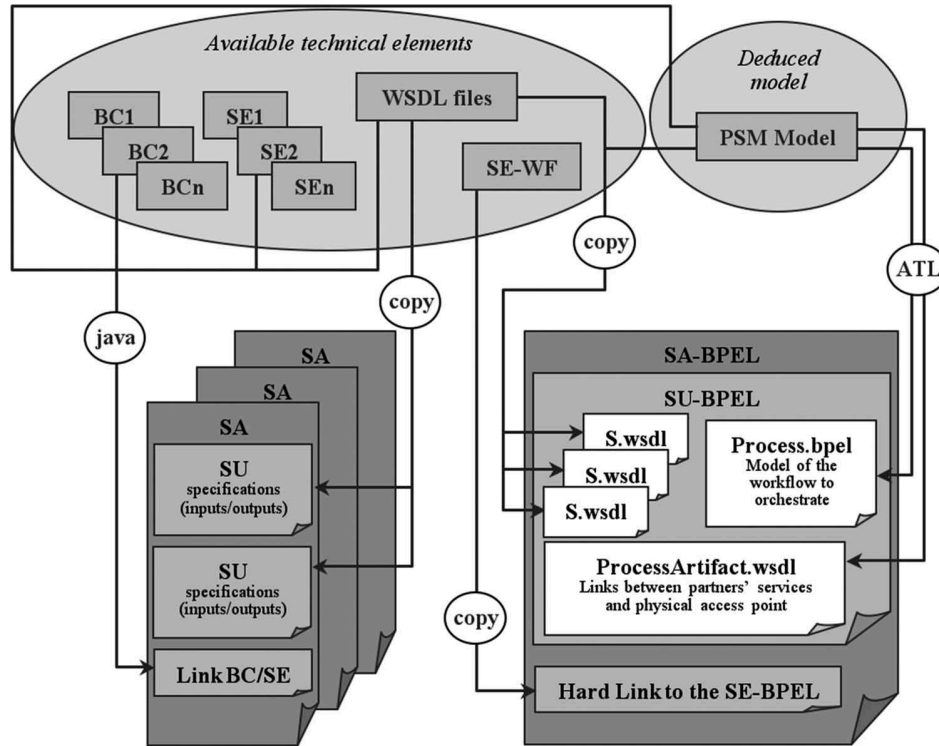 Available technical elements
Deduced
model
BC1
BC2
BCn
SE1
SE2
SEn
WSDL files
SE-WF
PSM Model
copy
ATL
copy
java
SA
SA
SA
SU
specifications
(inputs/outputs)
SU
specifications
(inputs/outputs)
Link BC/SE
copy
SA-BPEL
SU-BPEL
S.wsdl
S.wsdl
S.wsdl
Process.bpel
Model of the
workflow to
orchestrate
ProcessArtifact.wsdl
Links between partners’ services
and physical access point
Hard Link to the SE-BPEL